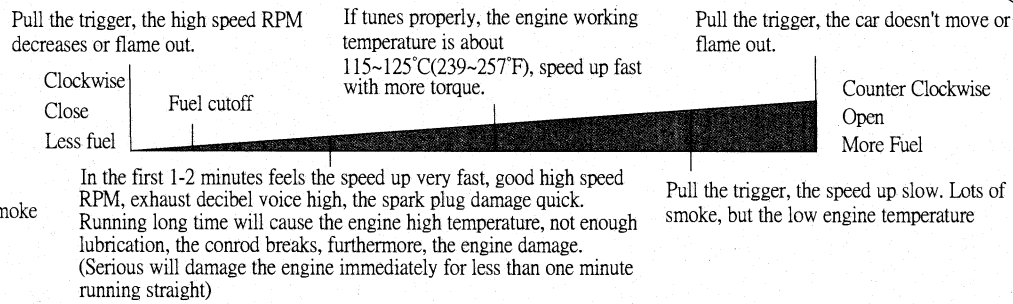 Pull the trigger, the high speed RPM
decreases or flame out.
If tunes properly, the engine working
temperature is about
115~125°C(239~257°F), speed up fast
with more torque.
Pull the trigger, the car doesn't move or
flame out.
Clockwise
Close
Less fuel
Fuel cutoff
Counter Clockwise
Open
More Fuel
In the first 1-2 minutes feels the speed up very fast, good high speed
RPM, exhaust decibel voice high, the spark plug damage quick.
Running long time will cause the engine high temperature, not enough
lubrication, the conrod breaks, furthermore, the engine damage.
(Serious will damage the engine immediately for less than one minute
running straight)
Pull the trigger, the speed up slow. Lots of
smoke, but the low engine temperature